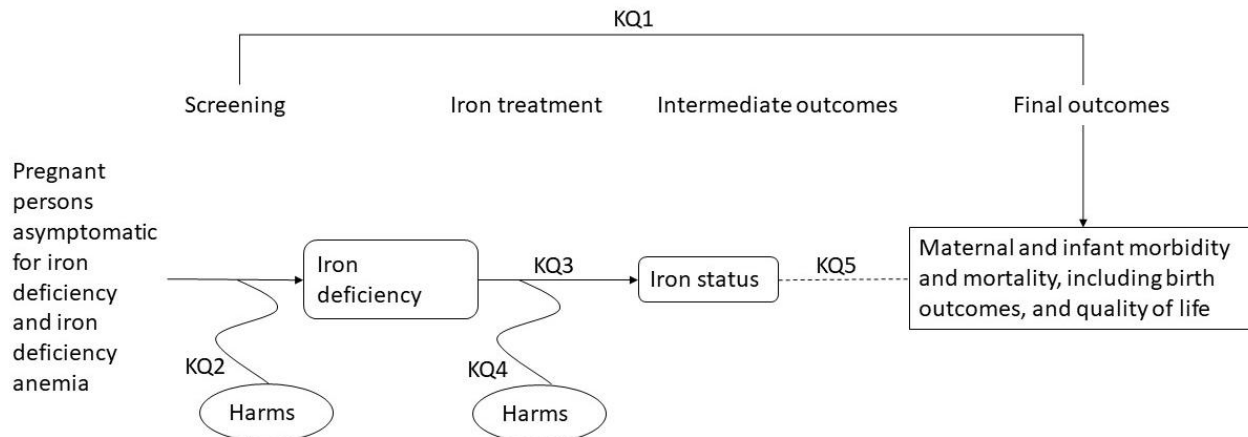 KQ1
Screening
Iron treatment
Intermediate outcomes
Final outcomes
Pregnant
persons
asymptomatic
for iron
deficiency
and iron
deficiency
anemia
Iron
deficiency
KQ3
Iron status
KQ5
Maternal and infant morbidity
and mortality, including birth
outcomes, and quality of life
KQ2
Harms
KQ4
Harms